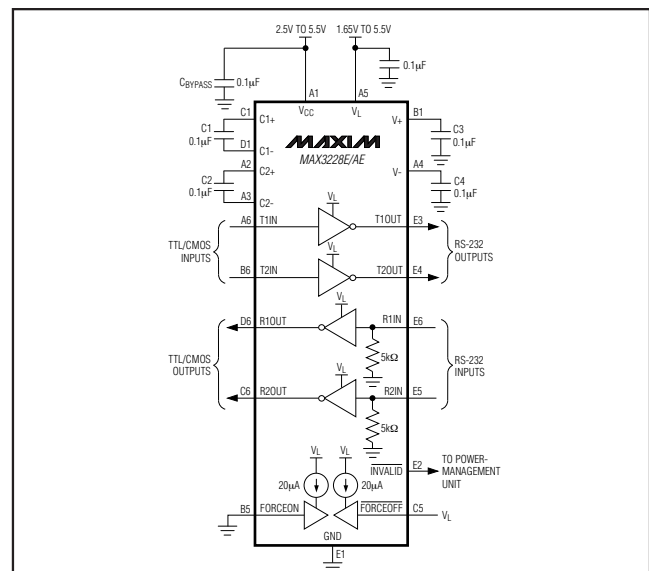 2.5V TO 5.5V 1.65V TO 5.5V
CBYPASS 0.1µF 0.1µF
A1 A5
VCC VL
C1 C1+ V+ B1
C1 0.1µF C3 0.1µF
D1 C1-
MAXIM
MAX3228E/AE
A2 C2+ V- A4
C2 0.1µF C4 0.1µF
A3 C2-
VL
A6 T1IN T1OUT E3
TTL/CMOS INPUTS RS-232 OUTPUTS
VL
B6 T2IN T2OUT E4
VL
D6 R1OUT R1IN E6
5kΩ
TTL/CMOS OUTPUTS RS-232 INPUTS
VL
C6 R2OUT R2IN E5
5kΩ
INVALID E2 TO POWER-MANAGEMENT UNIT
VL VL
20µA 20µA
B5 FORCEON FORCEOFF C5 VL
GND
E1